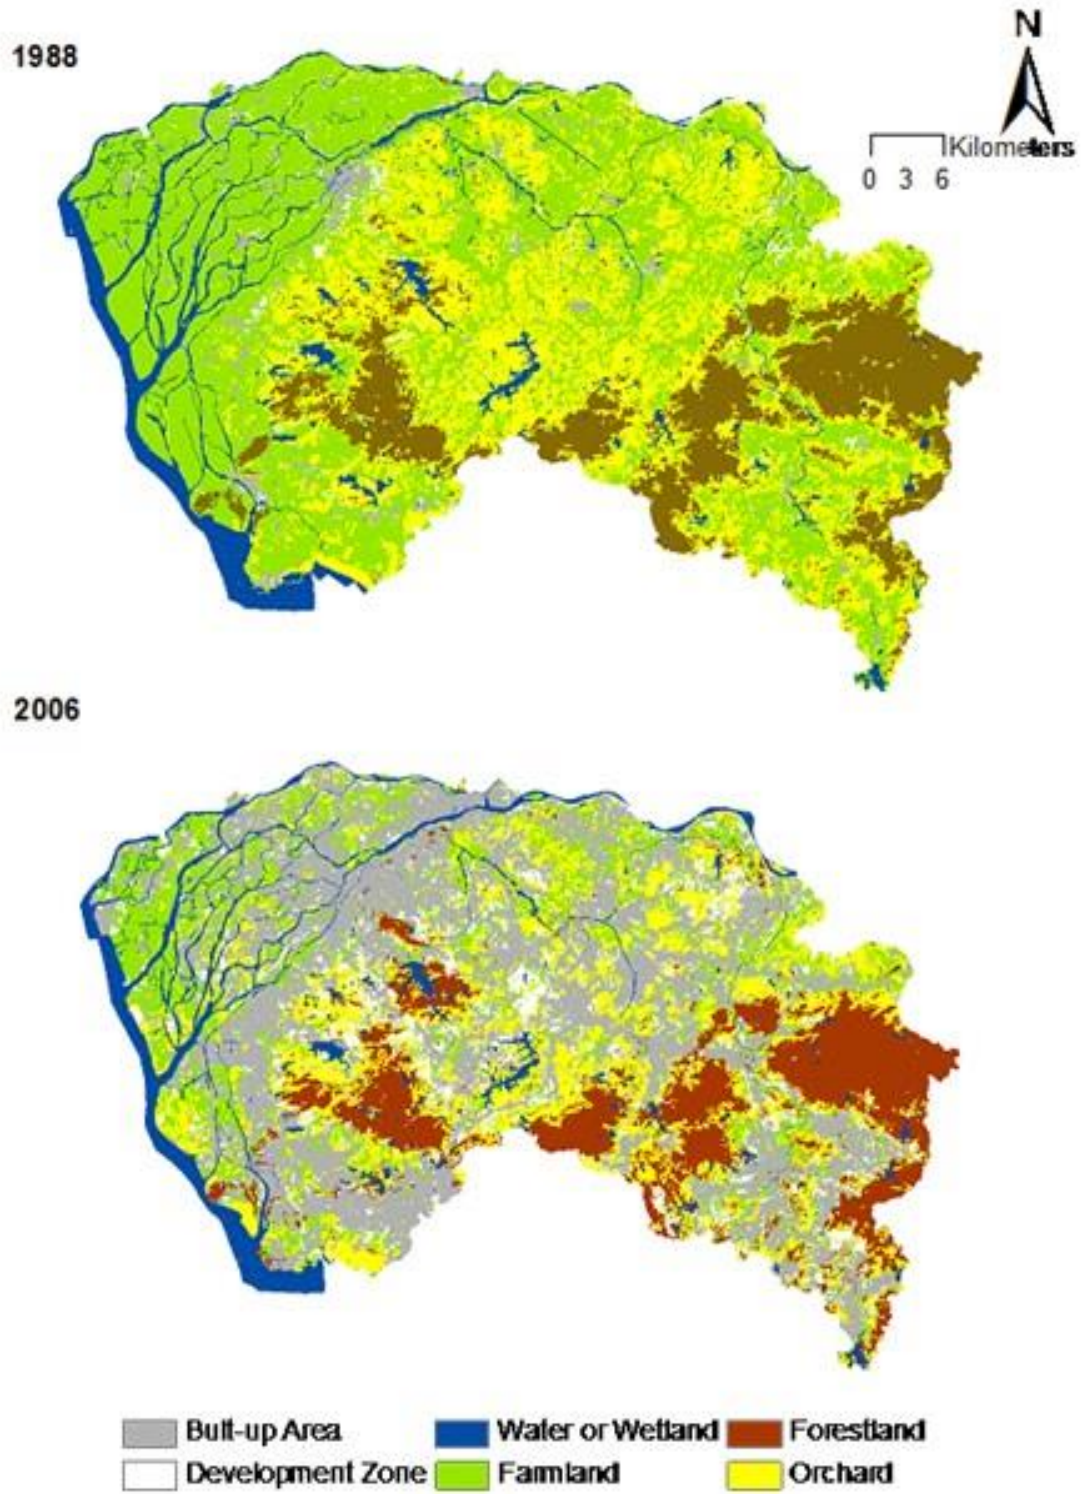 N
1988
Kilometers
0 3 6
2006
Bult-up Area
Water or Wetland
Forestland
Development Zone
Farmland
Orchard